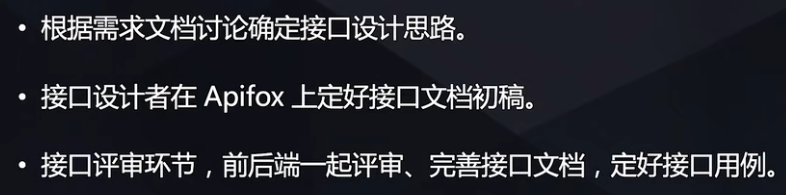 • 根据需求文档讨论确定接口设计思路。
• 接口设计者在 Apifox 上定好接口文档初稿。
• 接口评审环节，前后端一起评审、完善接口文档，定好接口用例。